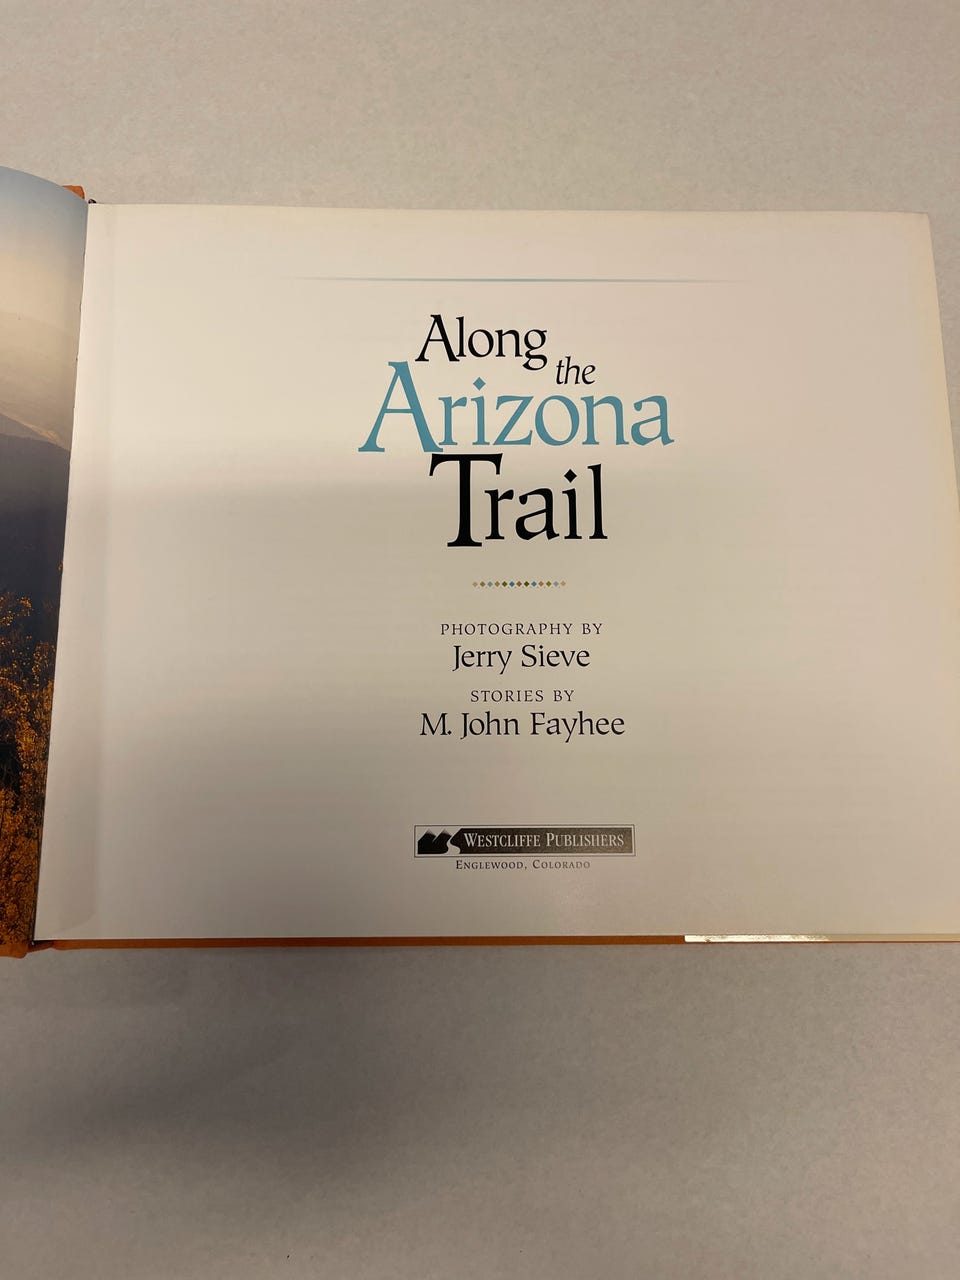 Along
the
Arizona
Trail
PHOTOGRAPHY BY
Jerry Sieve
STORIES BY
M. John Fayhee
WESTCLIFFE PUBLISHERS
ENGLEWOOD, COLORADO